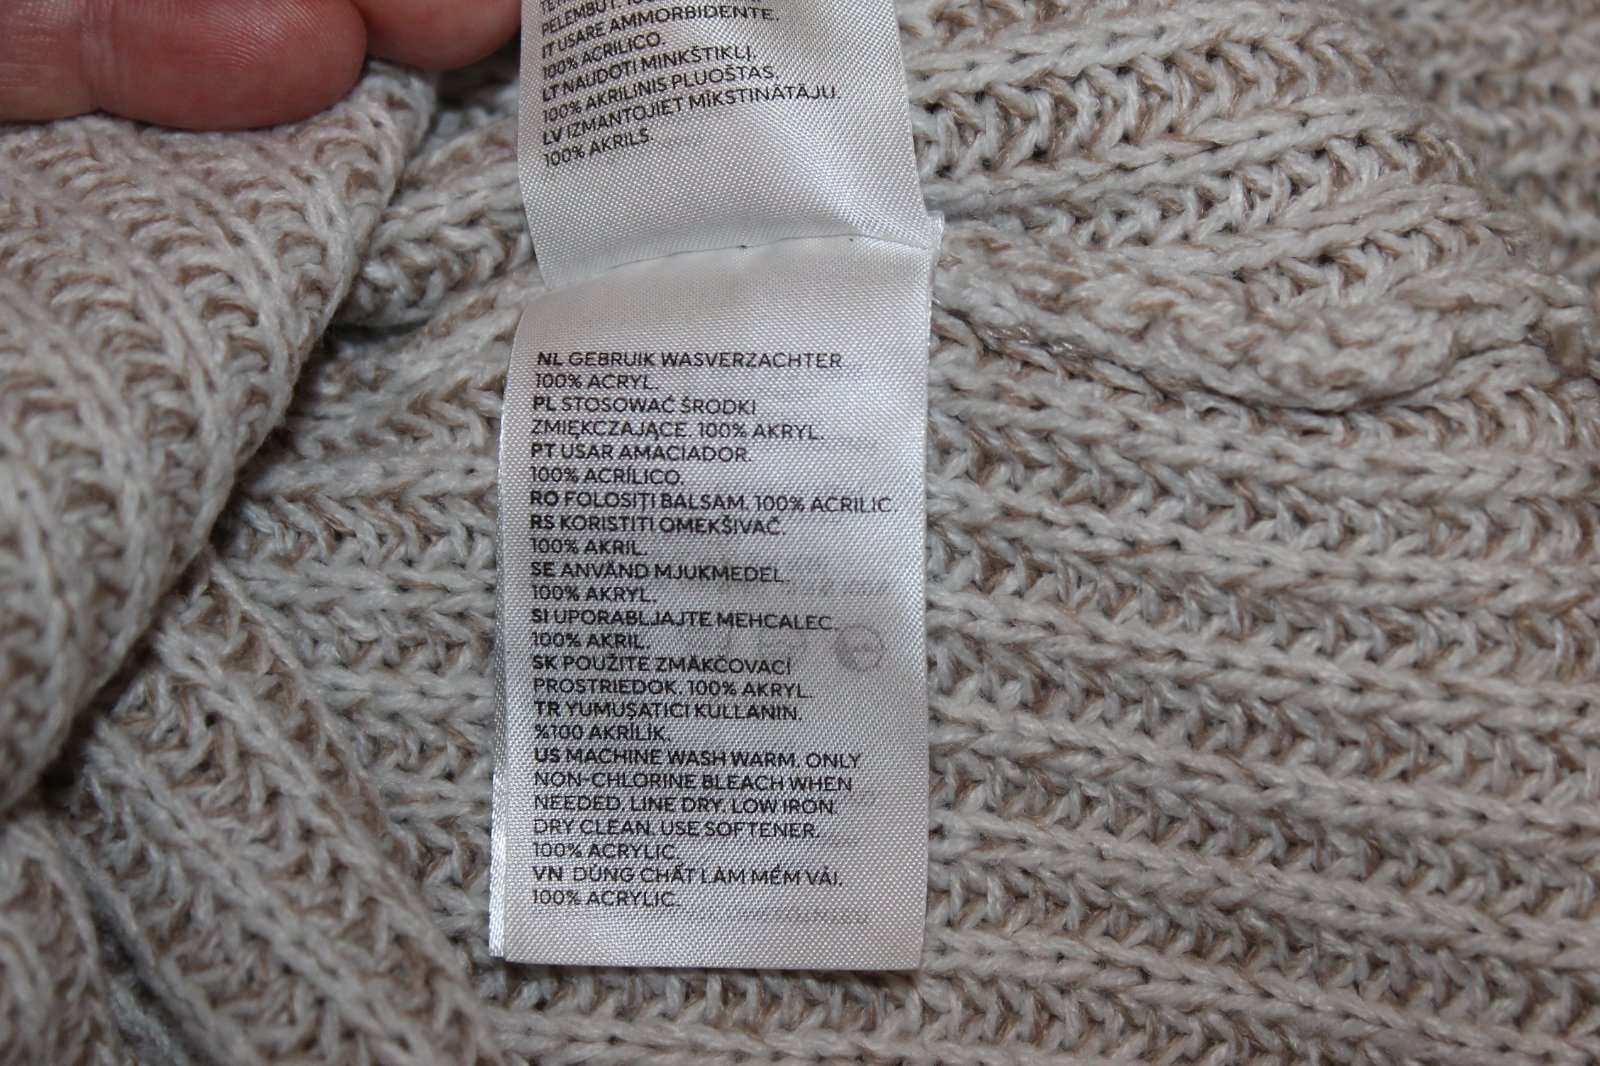 PELEMBUT.
IT USARE AMMORBIDENTE.
100% ACRILICO
LT NAUDOTI MINKŠTIKLĮ.
100% AKRILINIS PLUOŠTAS.
LV IZMANTOJIET MĪKSTINĀTĀJU.
100% AKRILS
NL GEBRUIK WASVERZACHTER
100% ACRYL.
PL STOSOWAĆ ŚRODKI
ZMIĘKCZAJĄCE. 100% AKRYL.
PT USAR AMACIADOR.
100% ACRÍLICO.
RO FOLOSIȚI BALSAM. 100% ACRILIC.
RS KORISTITI OMEKŠIVAČ.
100% AKRIL.
SE ANVÄND MJUKMEDEL.
100% AKRYL.
SI UPORABLJAJTE MEHČALEC.
100% AKRIL.
SK POUŽITE ZMÄKČOVACÍ
PROSTRIEDOK. 100% AKRYL.
TR YUMUŞATICI KULLANIN.
%100 AKRİLİK.
US MACHINE WASH WARM. ONLY
NON-CHLORINE BLEACH WHEN
NEEDED. LINE DRY. LOW IRON.
DRY CLEAN. USE SOFTENER.
100% ACRYLIC
VN DÙNG CHẤT LÀM MỀM VẢI.
100% ACRYLIC.